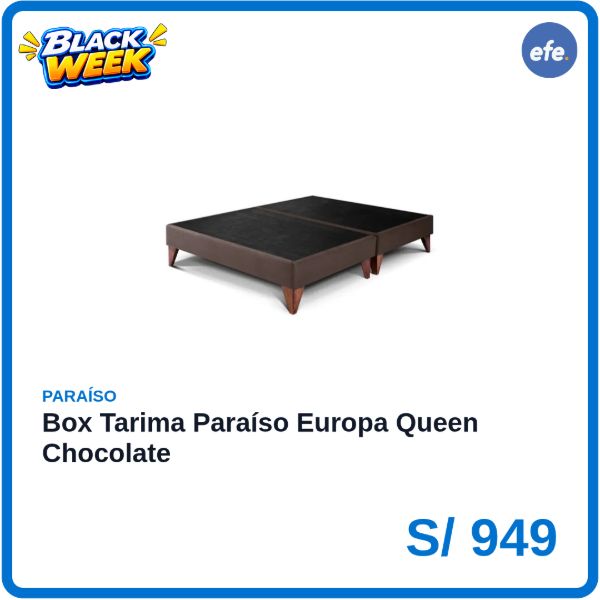 BLACK
WEEK
efe.
PARAÍSO
Box Tarima Paraíso Europa Queen
Chocolate
S/ 949